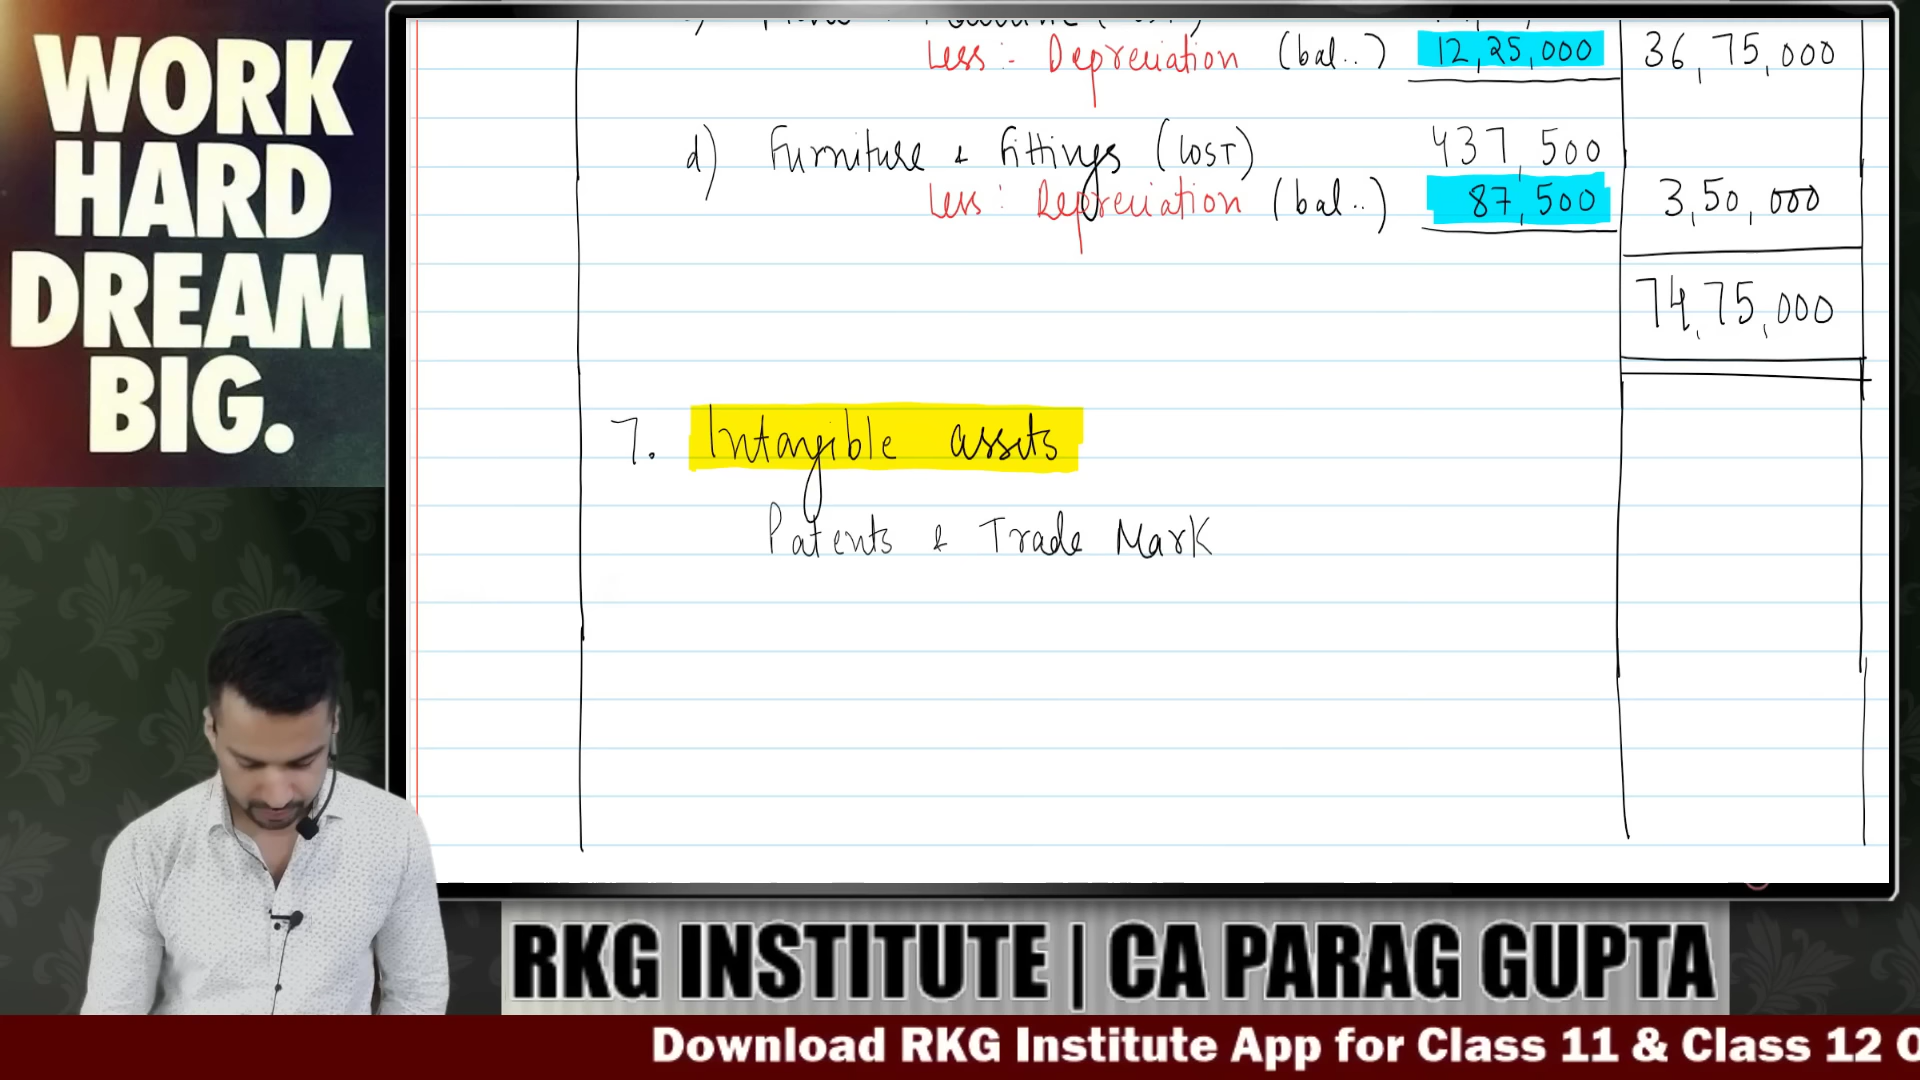 WORK
HARD
DREAM
BIG.
Less :- Depreciation (bal..) 12,25,000 36,75,000
d) Furniture & Fittings (COST) 437,500
Less : Depreciation (bal..) 87,500 3,50,000
74,75,000
7. Intangible assets
Patents & Trade Mark
RKG INSTITUTE | CA PARAG GUPTA
Download RKG Institute App for Class 11 & Class 12